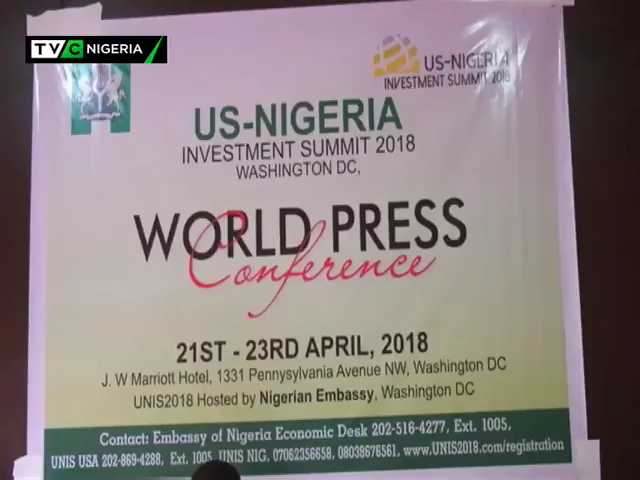 TVC NIGERIA
US-NIGERIA
INVESTMENT SUMMIT 2018
US-NIGERIA
INVESTMENT SUMMIT 2018
WASHINGTON DC,
WORLD PRESS
Conference
21ST - 23RD APRIL, 2018
J. W Marriott Hotel, 1331 Pennysylvania Avenue NW, Washington DC
UNIS2018 Hosted by Nigerian Embassy, Washington DC
Contact: Embassy of Nigeria Economic Desk 202-516-4277, Ext. 1005,
UNIS USA 202-869-4288, Ext. 1005, UNIS NIG, 07062356658, 08038676561, www.UNIS2018.com/registration